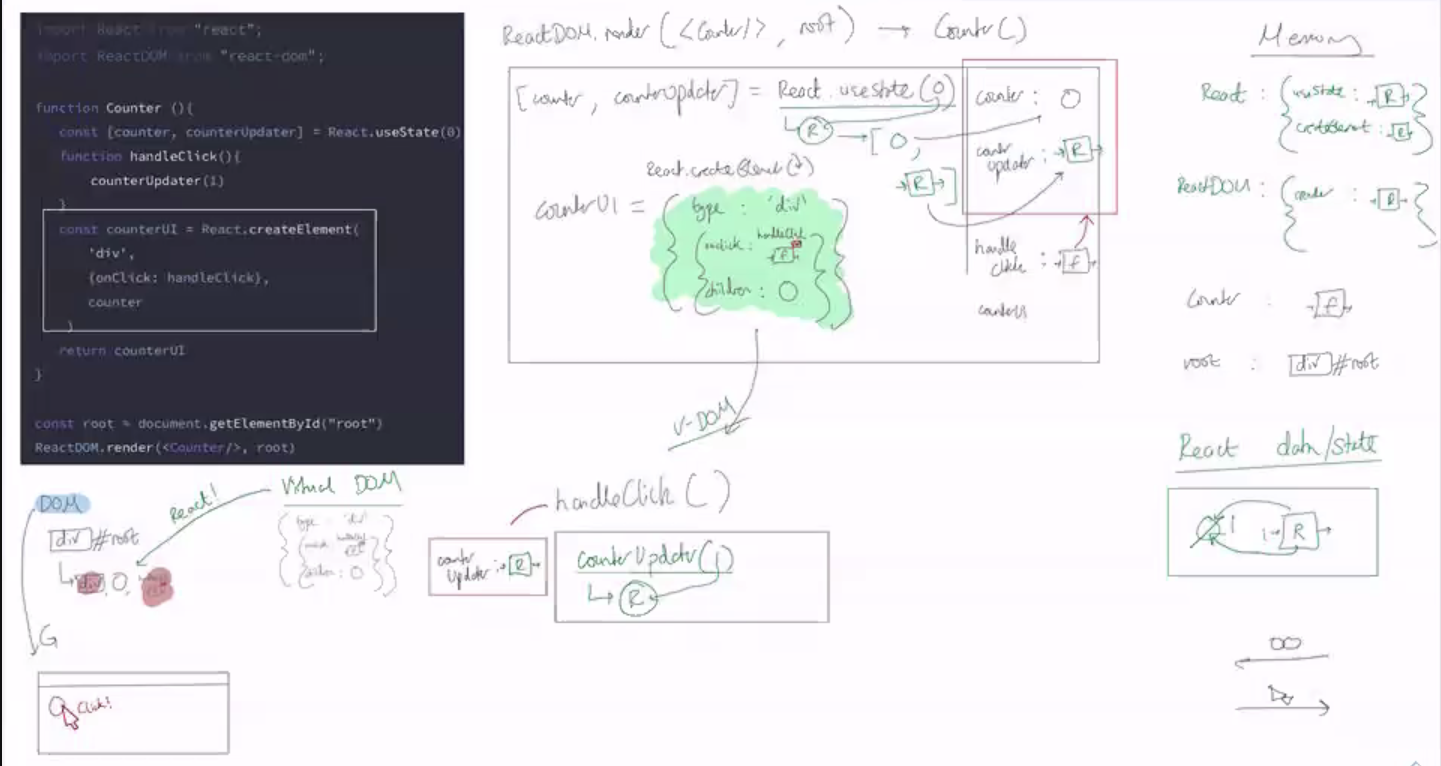 import React from "react";
import ReactDOM from "react-dom";
function Counter (){
const [counter, counterUpdater] = React.useState(0)
function handleClick(){
counterUpdater(1)
}
const counterUI = React.createElement(
'div',
{onClick: handleClick},
counter
)
return counterUI
}
const root = document.getElementById("root")
ReactDOM.render(<Counter/>, root)
ReactDOM.render(<Counter/>, root) → Counter()
[counter, counterUpdater] = React.useState(0)
R → [0,
R]
React.createElement(
counterUI =
{type : 'div'
{onclick : handleClick
f
children : 0 }}
counter : 0
counter
updater : R
handle
click : f
counterUI
V-DOM
Memory
React : {useState : R
createElement : R}
ReactDOM : {render : R
}
Counter : f
root : div #root
React data/state
1 R
DOM
div #root
div, 0,
React!
Virtual DOM
{type : 'div'
children : 0}
handleClick()
counter
Updater : R
counterUpdater(1)
R
G
0 Click!